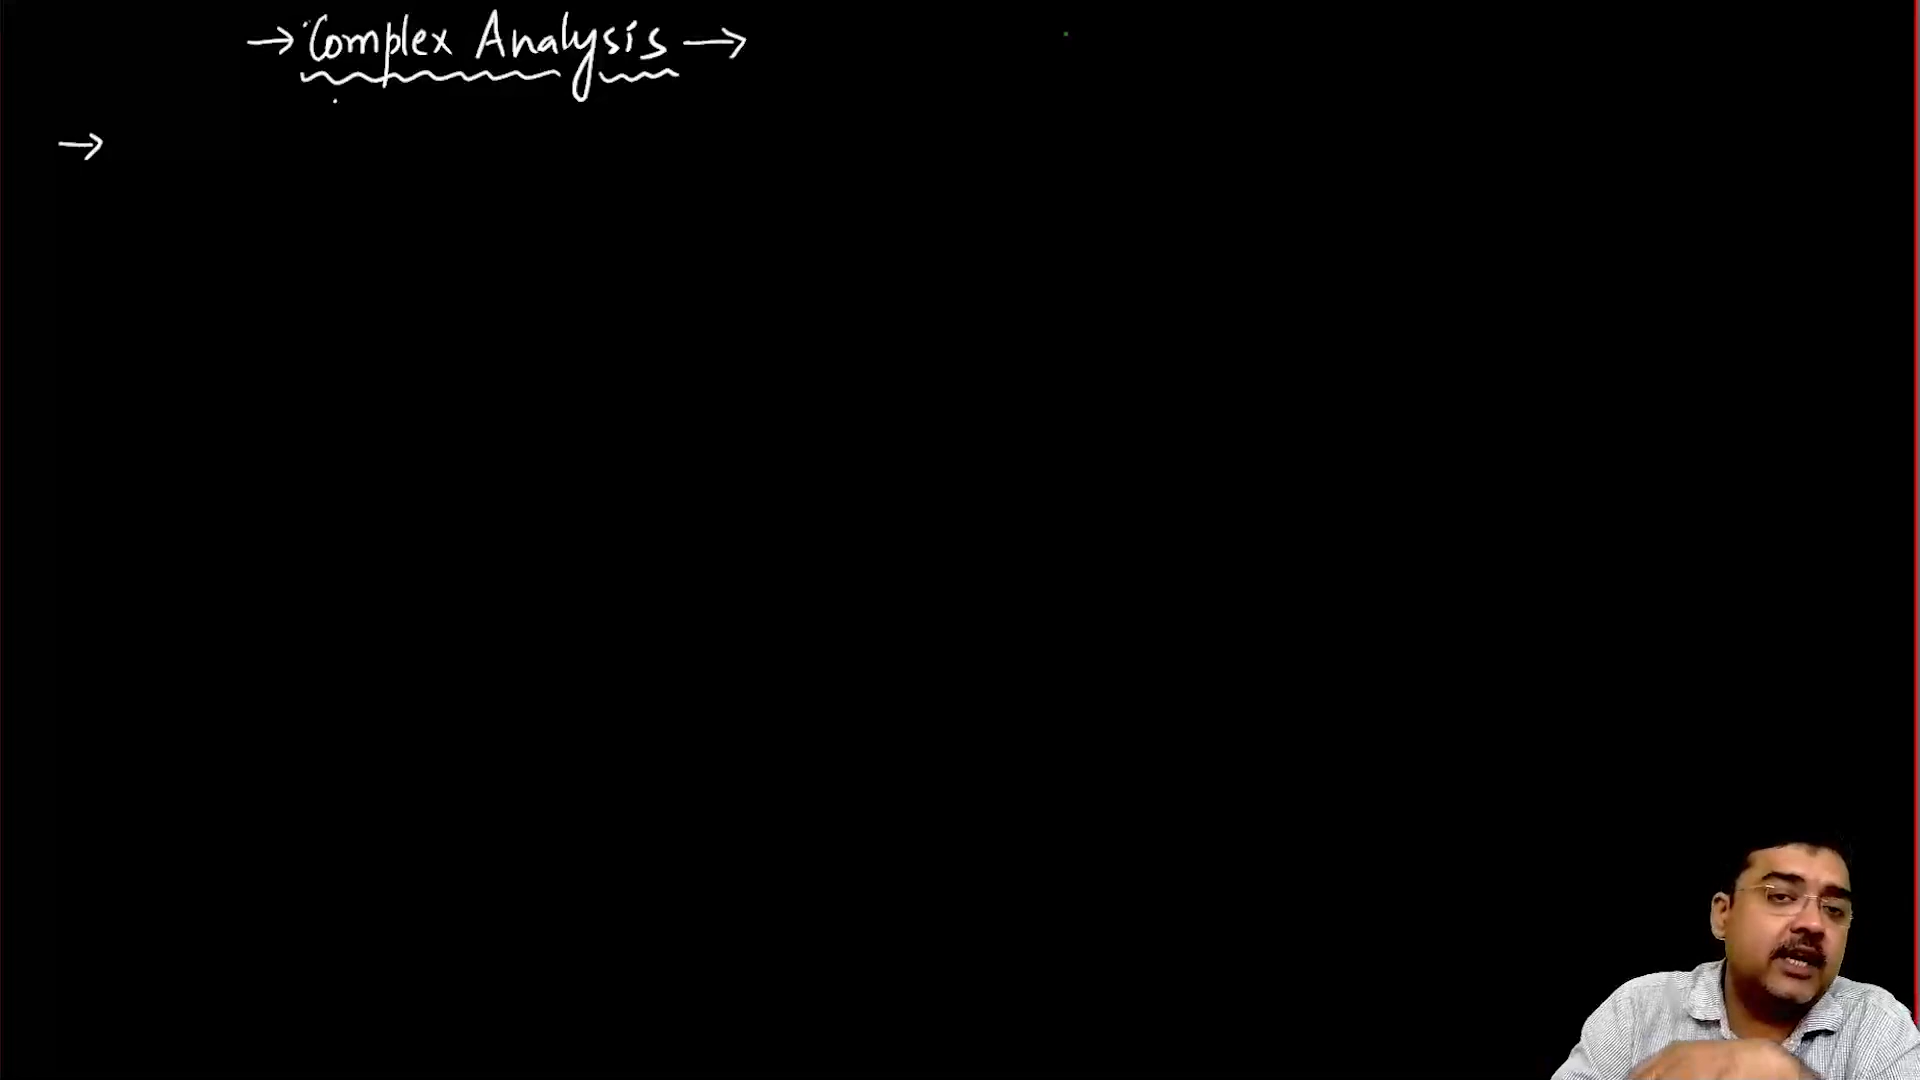 → Complex Analysis →
→